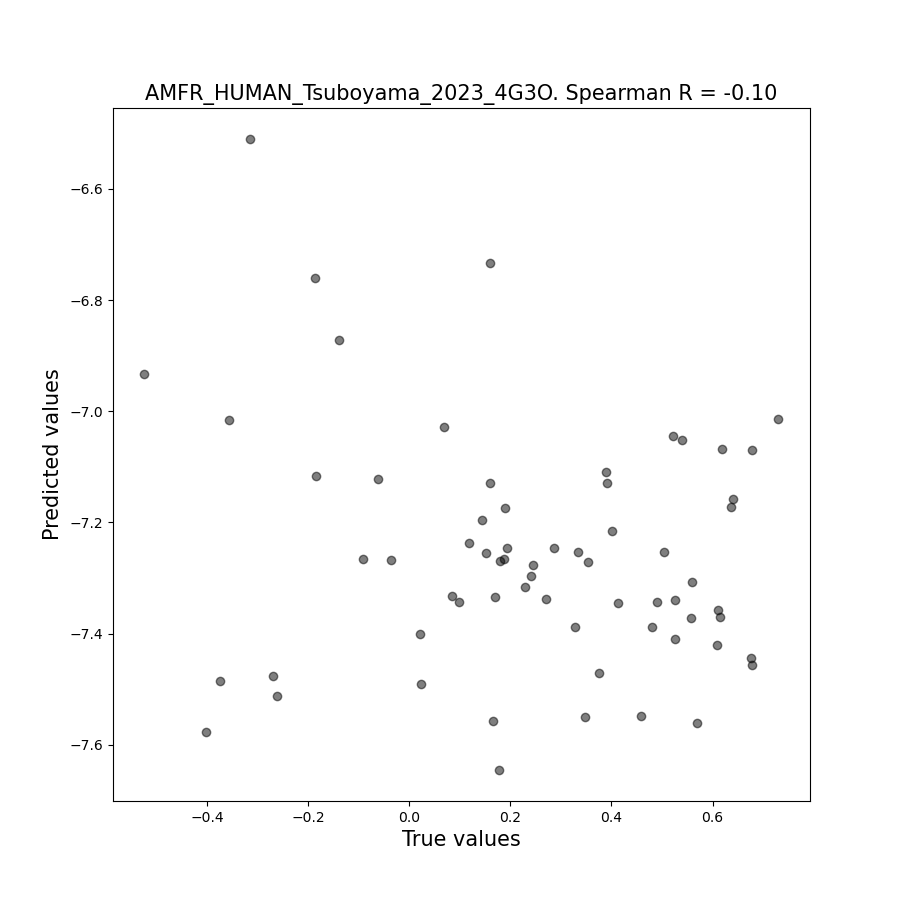 AMFR_HUMAN_Tsuboyama_2023_4G3O. Spearman R = -0.10
Predicted values
−6.6
−6.8
−7.0
−7.2
−7.4
−7.6
−0.4 −0.2 0.0 0.2 0.4 0.6
True values